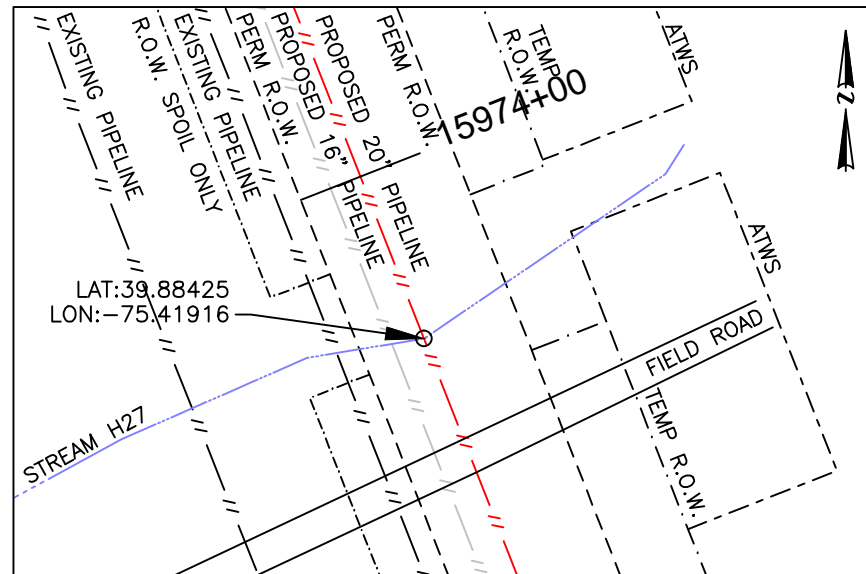 EXISTING PIPELINE
R.O.W. SPOIL ONLY
EXISTING PIPELINE
PERM R.O.W.
PROPOSED 16" PIPELINE
PROPOSED 20" PIPELINE
PERM R.O.W.
TEMP
R.O.W.
ATWS
15974+00
N
LAT:39.88425
LON:-75.41916
ATWS
FIELD ROAD
TEMP R.O.W.
STREAM H27